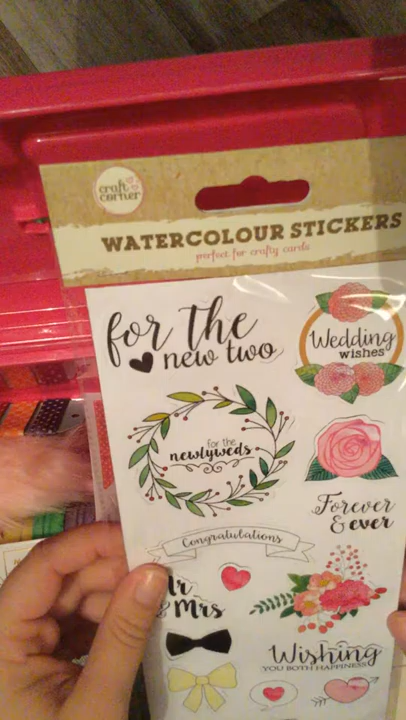 craft
corner
WATERCOLOUR STICKERS
perfect for crafty cards
for the
new two
Wedding
wishes
for the
newlyweds
Forever
& ever
Congratulations
Mr
& Mrs
Wishing
YOU BOTH HAPPINESS